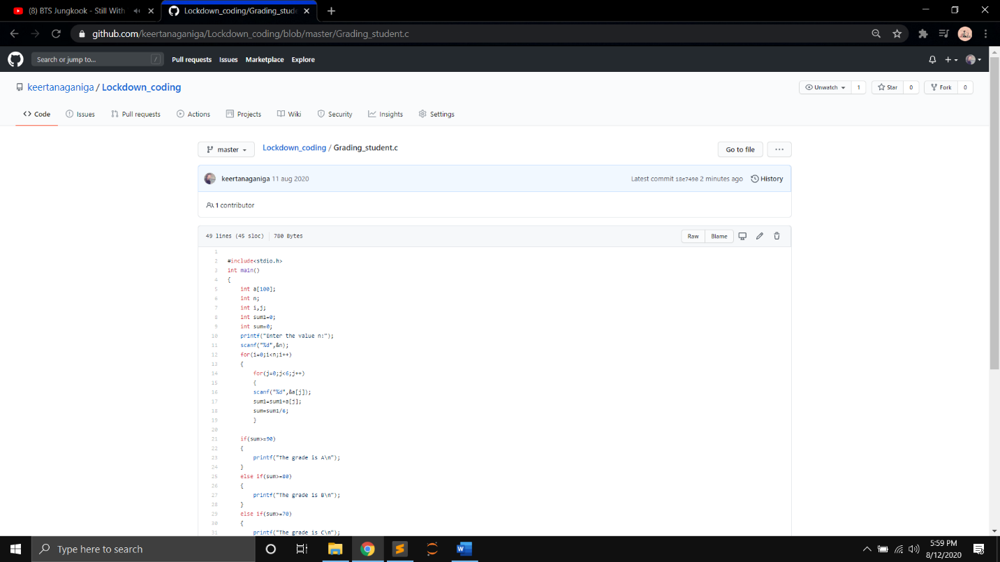 (8) BTS Jungkook - Still With
Lockdown_coding/Grading_stude
github.com/keertanaganiga/Lockdown_coding/blob/master/Grading_student.c
Search or jump to... /
Pull requests Issues Marketplace Explore
keertanaganiga / Lockdown_coding
Unwatch 1 Star 0 Fork 0
Code Issues Pull requests Actions Projects Wiki Security Insights Settings
master Lockdown_coding / Grading_student.c Go to file
keertanaganiga 11 aug 2020 Latest commit 18e7490 2 minutes ago History
1 contributor
49 lines (45 sloc) 780 Bytes Raw Blame
1
2 #include<stdio.h>
3 int main()
4 {
5 int a[100];
6 int n;
7 int i,j;
8 int sum1=0;
9 int sum=0;
10 printf("Enter the value n:");
11 scanf("%d",&n);
12 for(i=0;i<n;i++)
13 {
14 for(j=0;j<6;j++)
15 {
16 scanf("%d",&a[j]);
17 sum1=sum1+a[j];
18 sum=sum1/6;
19 }
20
21 if(sum>=90)
22 {
23 printf("The grade is A\n");
24 }
25 else if(sum>=80)
26 {
27 printf("The grade is B\n");
28 }
29 else if(sum>=70)
30 {
31 printf("The grade is C\n");
Type here to search
5:59 PM
8/12/2020